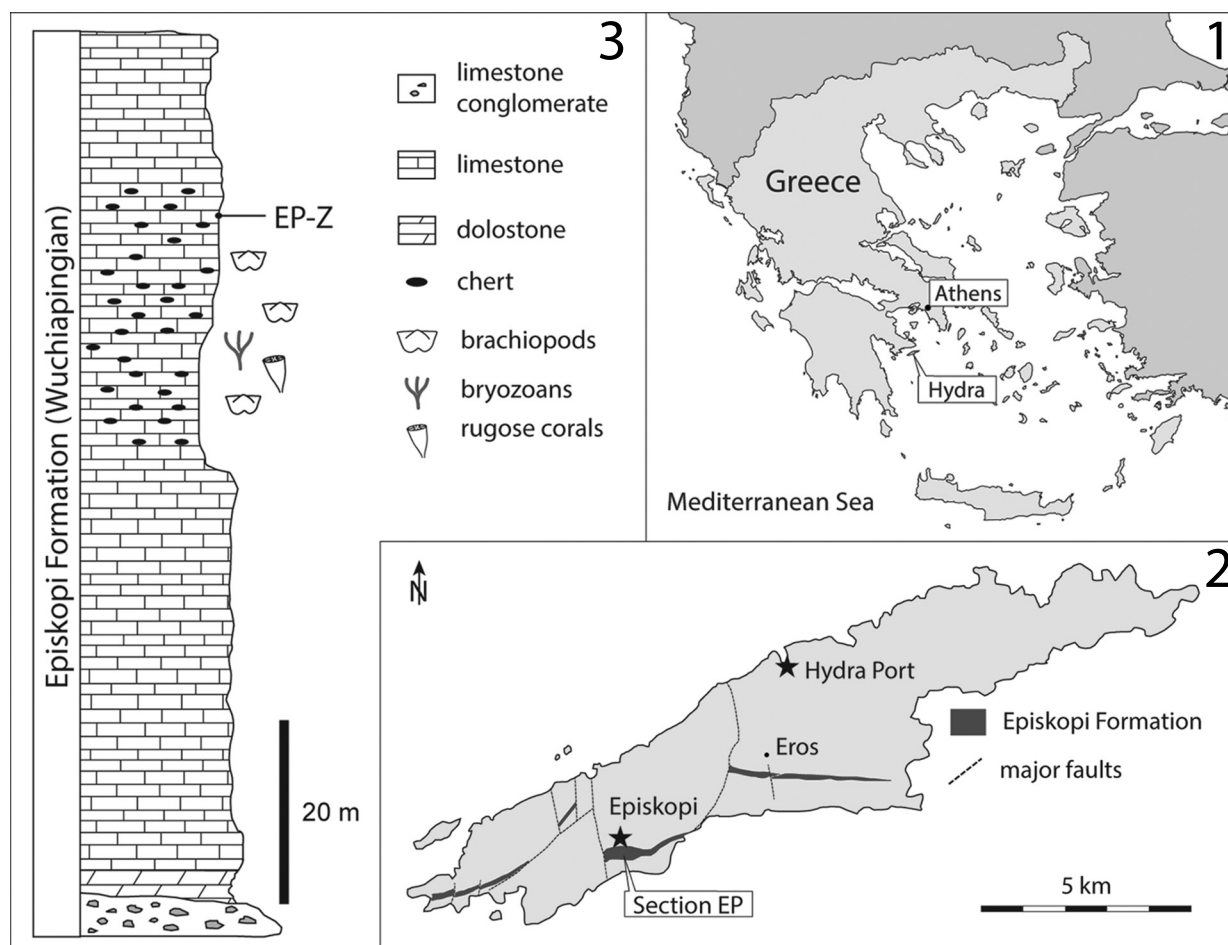 3
limestone
conglomerate
limestone
dolostone
chert
brachiopods
bryozoans
rugose corals
EP-Z
Episkopi Formation (Wuchiapingian)
20 m
1
Greece
Athens
Hydra
Mediterranean Sea
2
N
Hydra Port
Eros
Episkopi
Section EP
Episkopi Formation
major faults
5 km